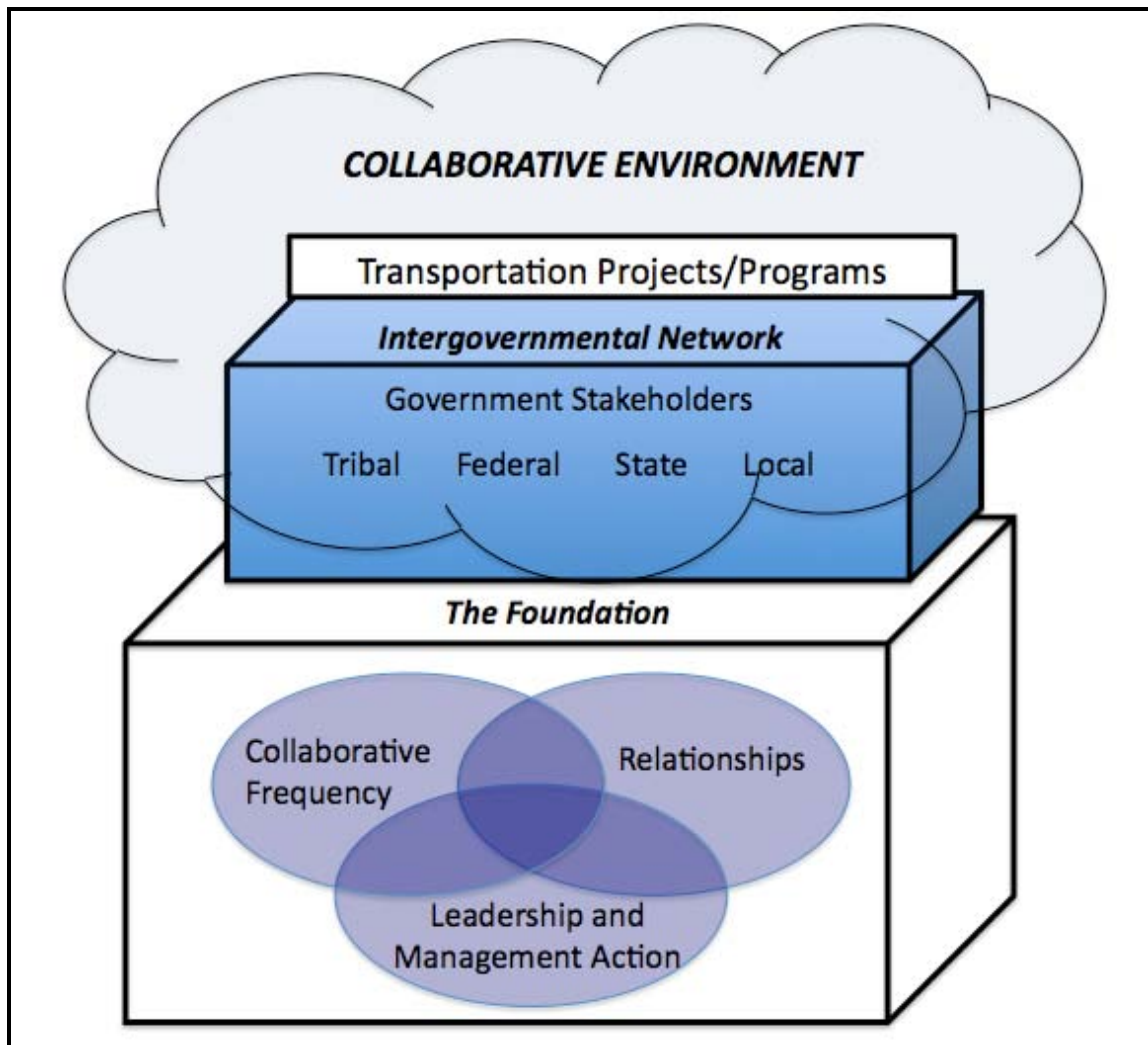 COLLABORATIVE ENVIRONMENT
Transportation Projects/Programs
Intergovernmental Network
Government Stakeholders
Tribal Federal State Local
The Foundation
Collaborative
Frequency
Relationships
Leadership and
Management Action